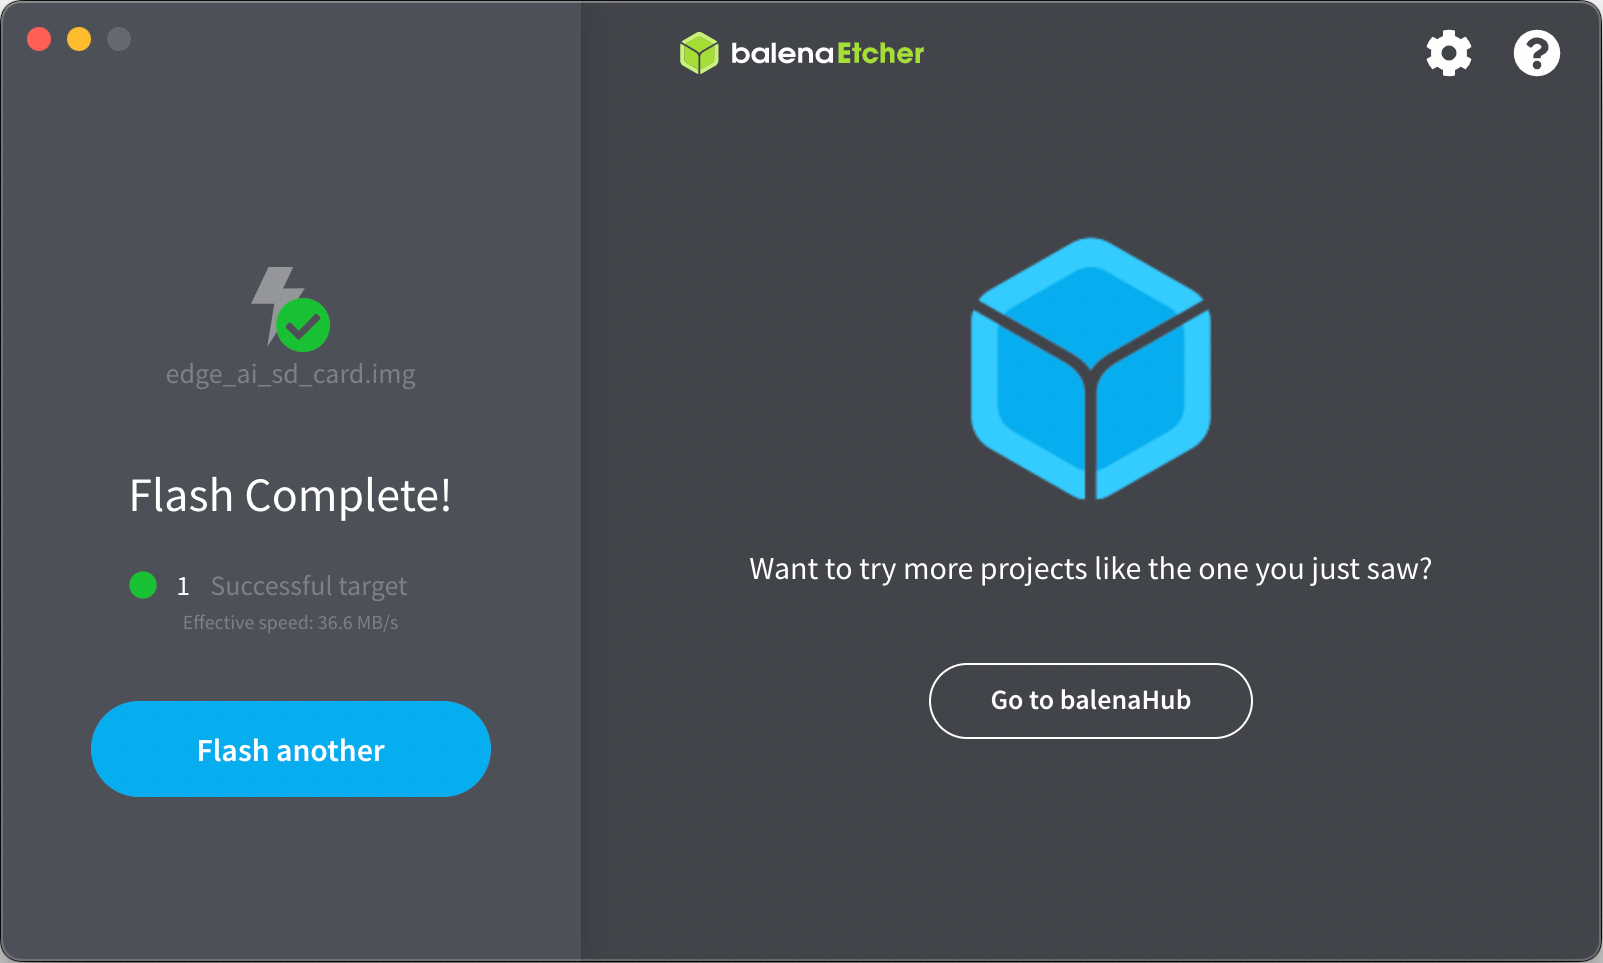 balenaEtcher
edge_ai_sd_card.img
Flash Complete!
1 Successful target
Effective speed: 36.6 MB/s
Flash another
Want to try more projects like the one you just saw?
Go to balenaHub